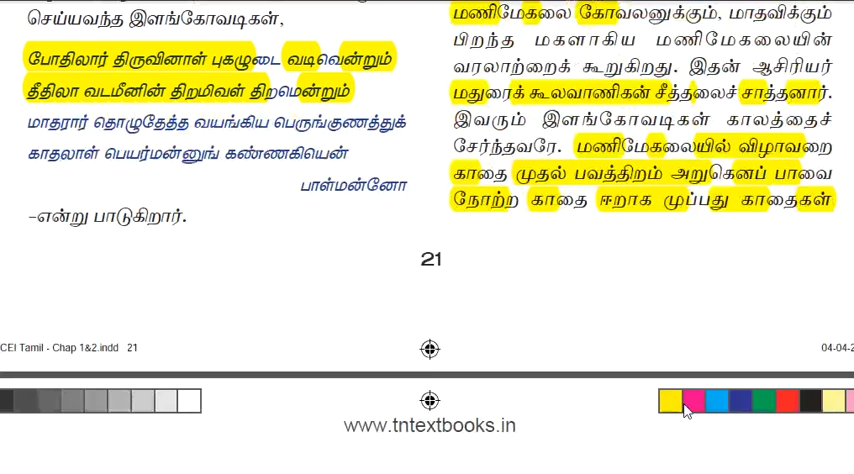 செய்யவந்த இளங்கோவடிகள்,
போதிலார் திருவினாள் புகழுடை வடிவென்றும்
தீதிலா வடமீனின் திறமிவள் திறமென்றும்
மாதரார் தொழுதேத்த வயங்கிய பெருங்குணத்துக்
காதலாள் பெயர்மன்னுங் கண்ணகியென்
பாள்மன்னோ
-என்று பாடுகிறார்.
மணிமேகலை கோவலனுக்கும், மாதவிக்கும்
பிறந்த மகளாகிய மணிமேகலையின்
வரலாற்றைக் கூறுகிறது. இதன் ஆசிரியர்
மதுரைக் கூலவாணிகன் சீத்தலைச் சாத்தனார்.
இவரும் இளங்கோவடிகள் காலத்தைச்
சேர்ந்தவரே. மணிமேகலையில் விழாவறை
காதை முதல் பவத்திறம் அறுகெனப் பாவை
நோற்ற காதை ஈறாக முப்பது காதைகள்
21
CEI Tamil - Chap 1&2.indd 21
04-04-2
www.tntextbooks.in